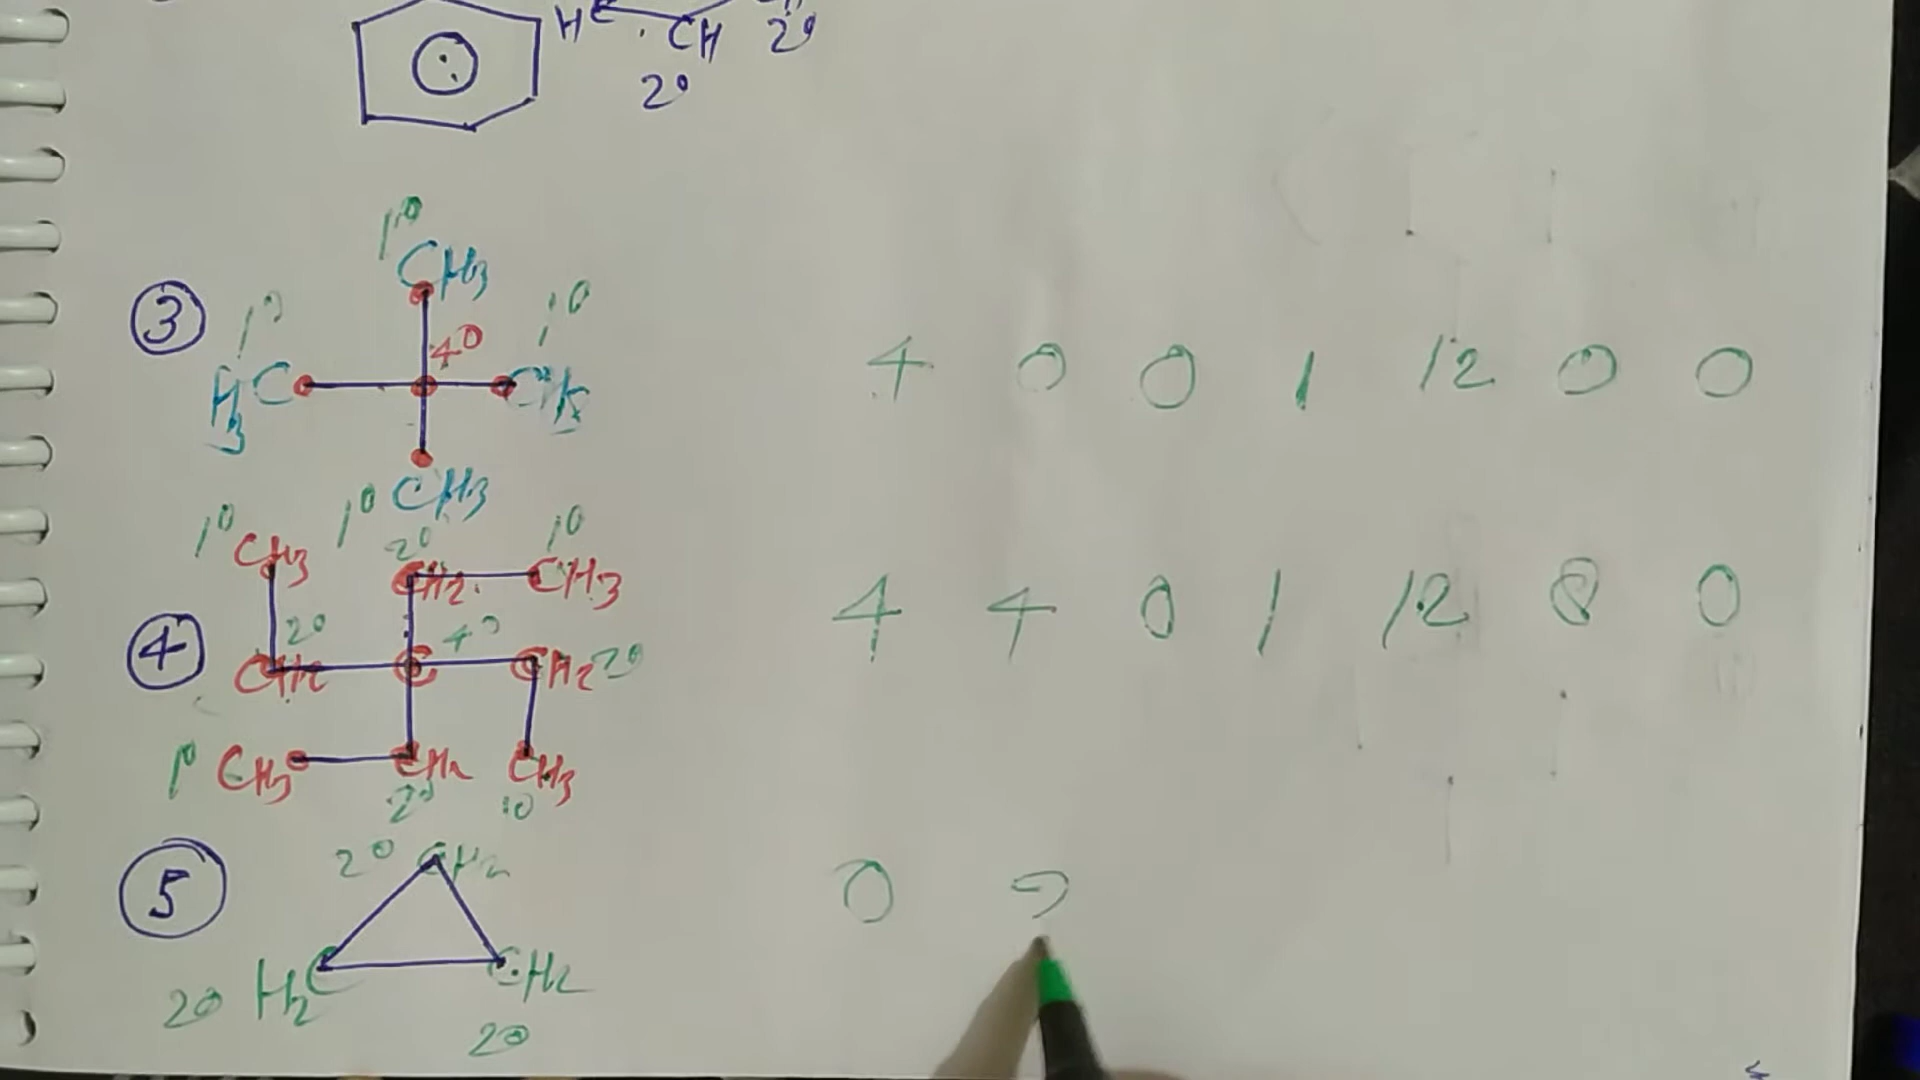 HC CH 2°
2°
1°
CH3
③ 1° 4° 1°
H3C CH3 4 0 0 1 12 0 0
CH3
1° 1° 2° 1°
CH3 CH2 CH3
④ 2° 4° 4 4 0 1 12 8 0
CH2 C CH2 2°
1° CH3 CH2 CH3
2° 1°
⑤ 2° CH2 0
H2C CH2
2° 2°